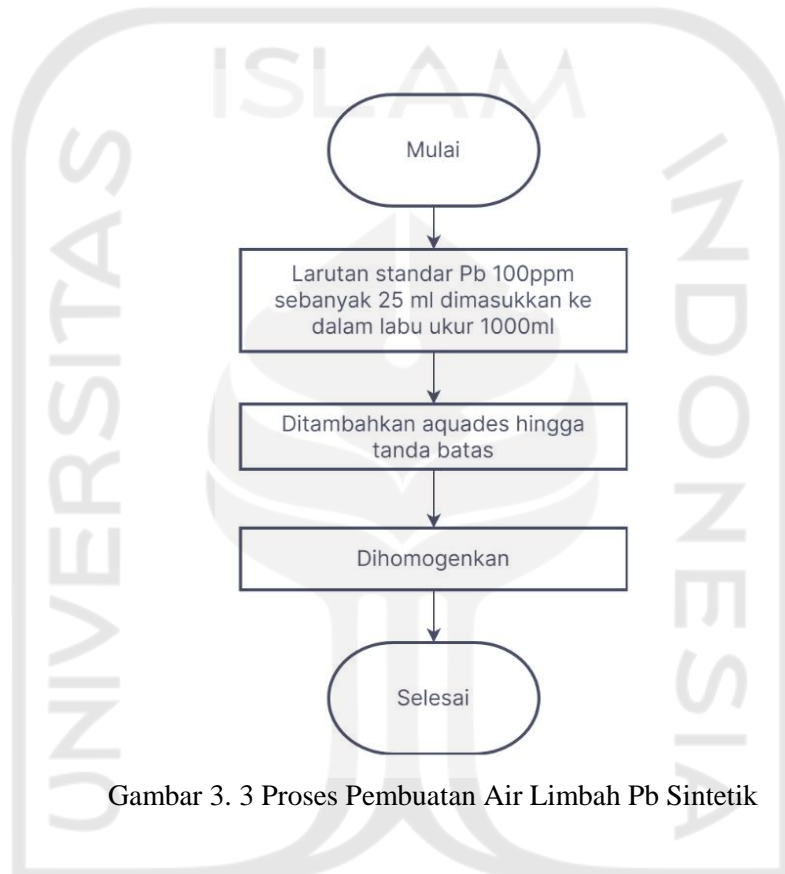 ISLAM
UNIVERSITAS
INDONESIA
Mulai
Larutan standar Pb 100ppm
sebanyak 25 ml dimasukkan ke
dalam labu ukur 1000ml
Ditambahkan aquades hingga
tanda batas
Dihomogenkan
Selesai
Gambar 3. 3 Proses Pembuatan Air Limbah Pb Sintetik